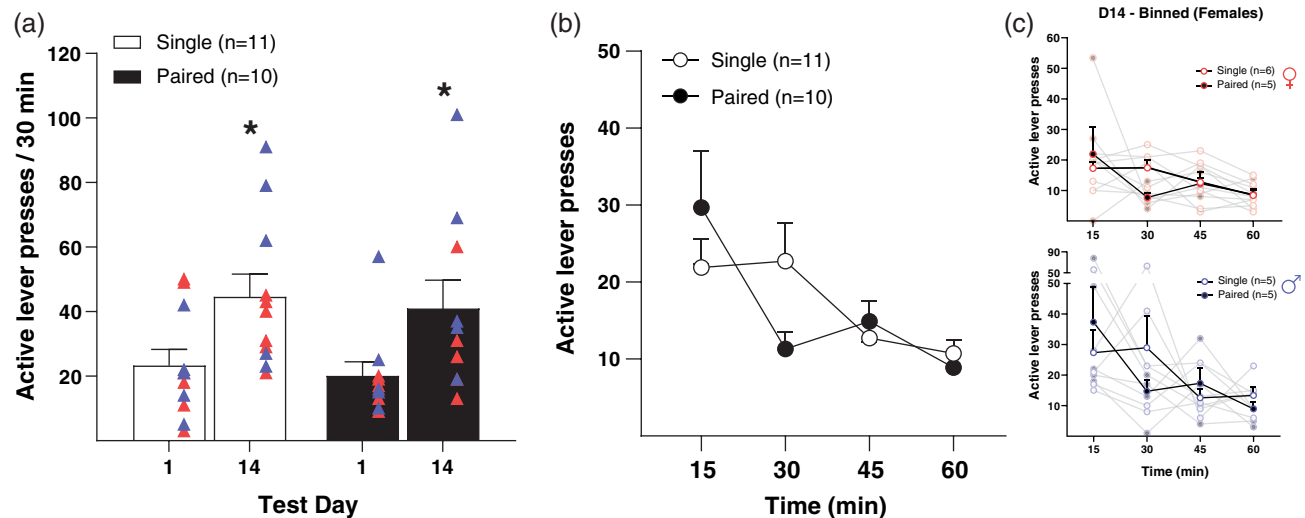 (a)
Single (n=11)
Paired (n=10)
Active lever presses / 30 min
120
100
80
60
40
20
*
*
1
14
1
14
Test Day
(b)
Single (n=11)
Paired (n=10)
Active lever presses
50
40
30
20
10
15
30
45
60
Time (min)
(c)
D14 - Binned (Females)
Single (n=6)
Paired (n=5)
♀
Active lever presses
60
50
40
30
20
10
15
30
45
60
Single (n=5)
Paired (n=5)
♂
Active lever presses
90
50
50
40
30
20
10
15
30
45
60
Time (min)